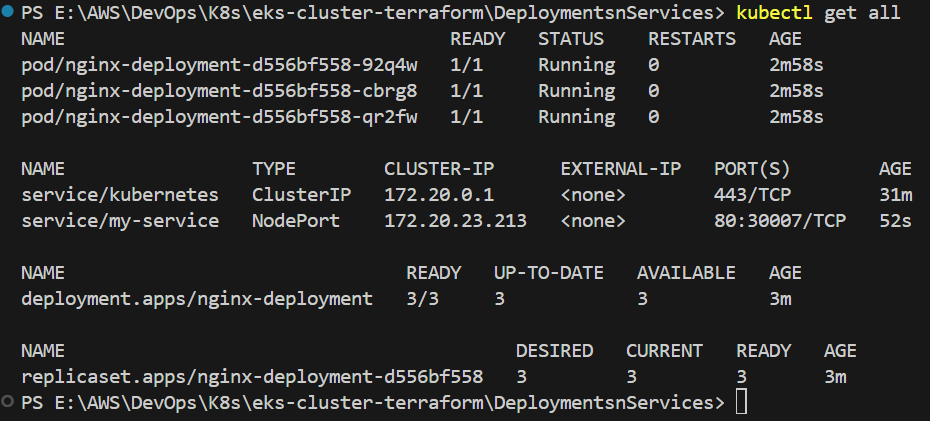 PS E:\AWS\DevOps\K8s\eks-cluster-terraform\DeploymentsnServices> kubectl get all
NAME READY STATUS RESTARTS AGE
pod/nginx-deployment-d556bf558-92q4w 1/1 Running 0 2m58s
pod/nginx-deployment-d556bf558-cbrg8 1/1 Running 0 2m58s
pod/nginx-deployment-d556bf558-qr2fw 1/1 Running 0 2m58s
NAME TYPE CLUSTER-IP EXTERNAL-IP PORT(S) AGE
service/kubernetes ClusterIP 172.20.0.1 <none> 443/TCP 31m
service/my-service NodePort 172.20.23.213 <none> 80:30007/TCP 52s
NAME READY UP-TO-DATE AVAILABLE AGE
deployment.apps/nginx-deployment 3/3 3 3 3m
NAME DESIRED CURRENT READY AGE
replicaset.apps/nginx-deployment-d556bf558 3 3 3 3m
PS E:\AWS\DevOps\K8s\eks-cluster-terraform\DeploymentsnServices>